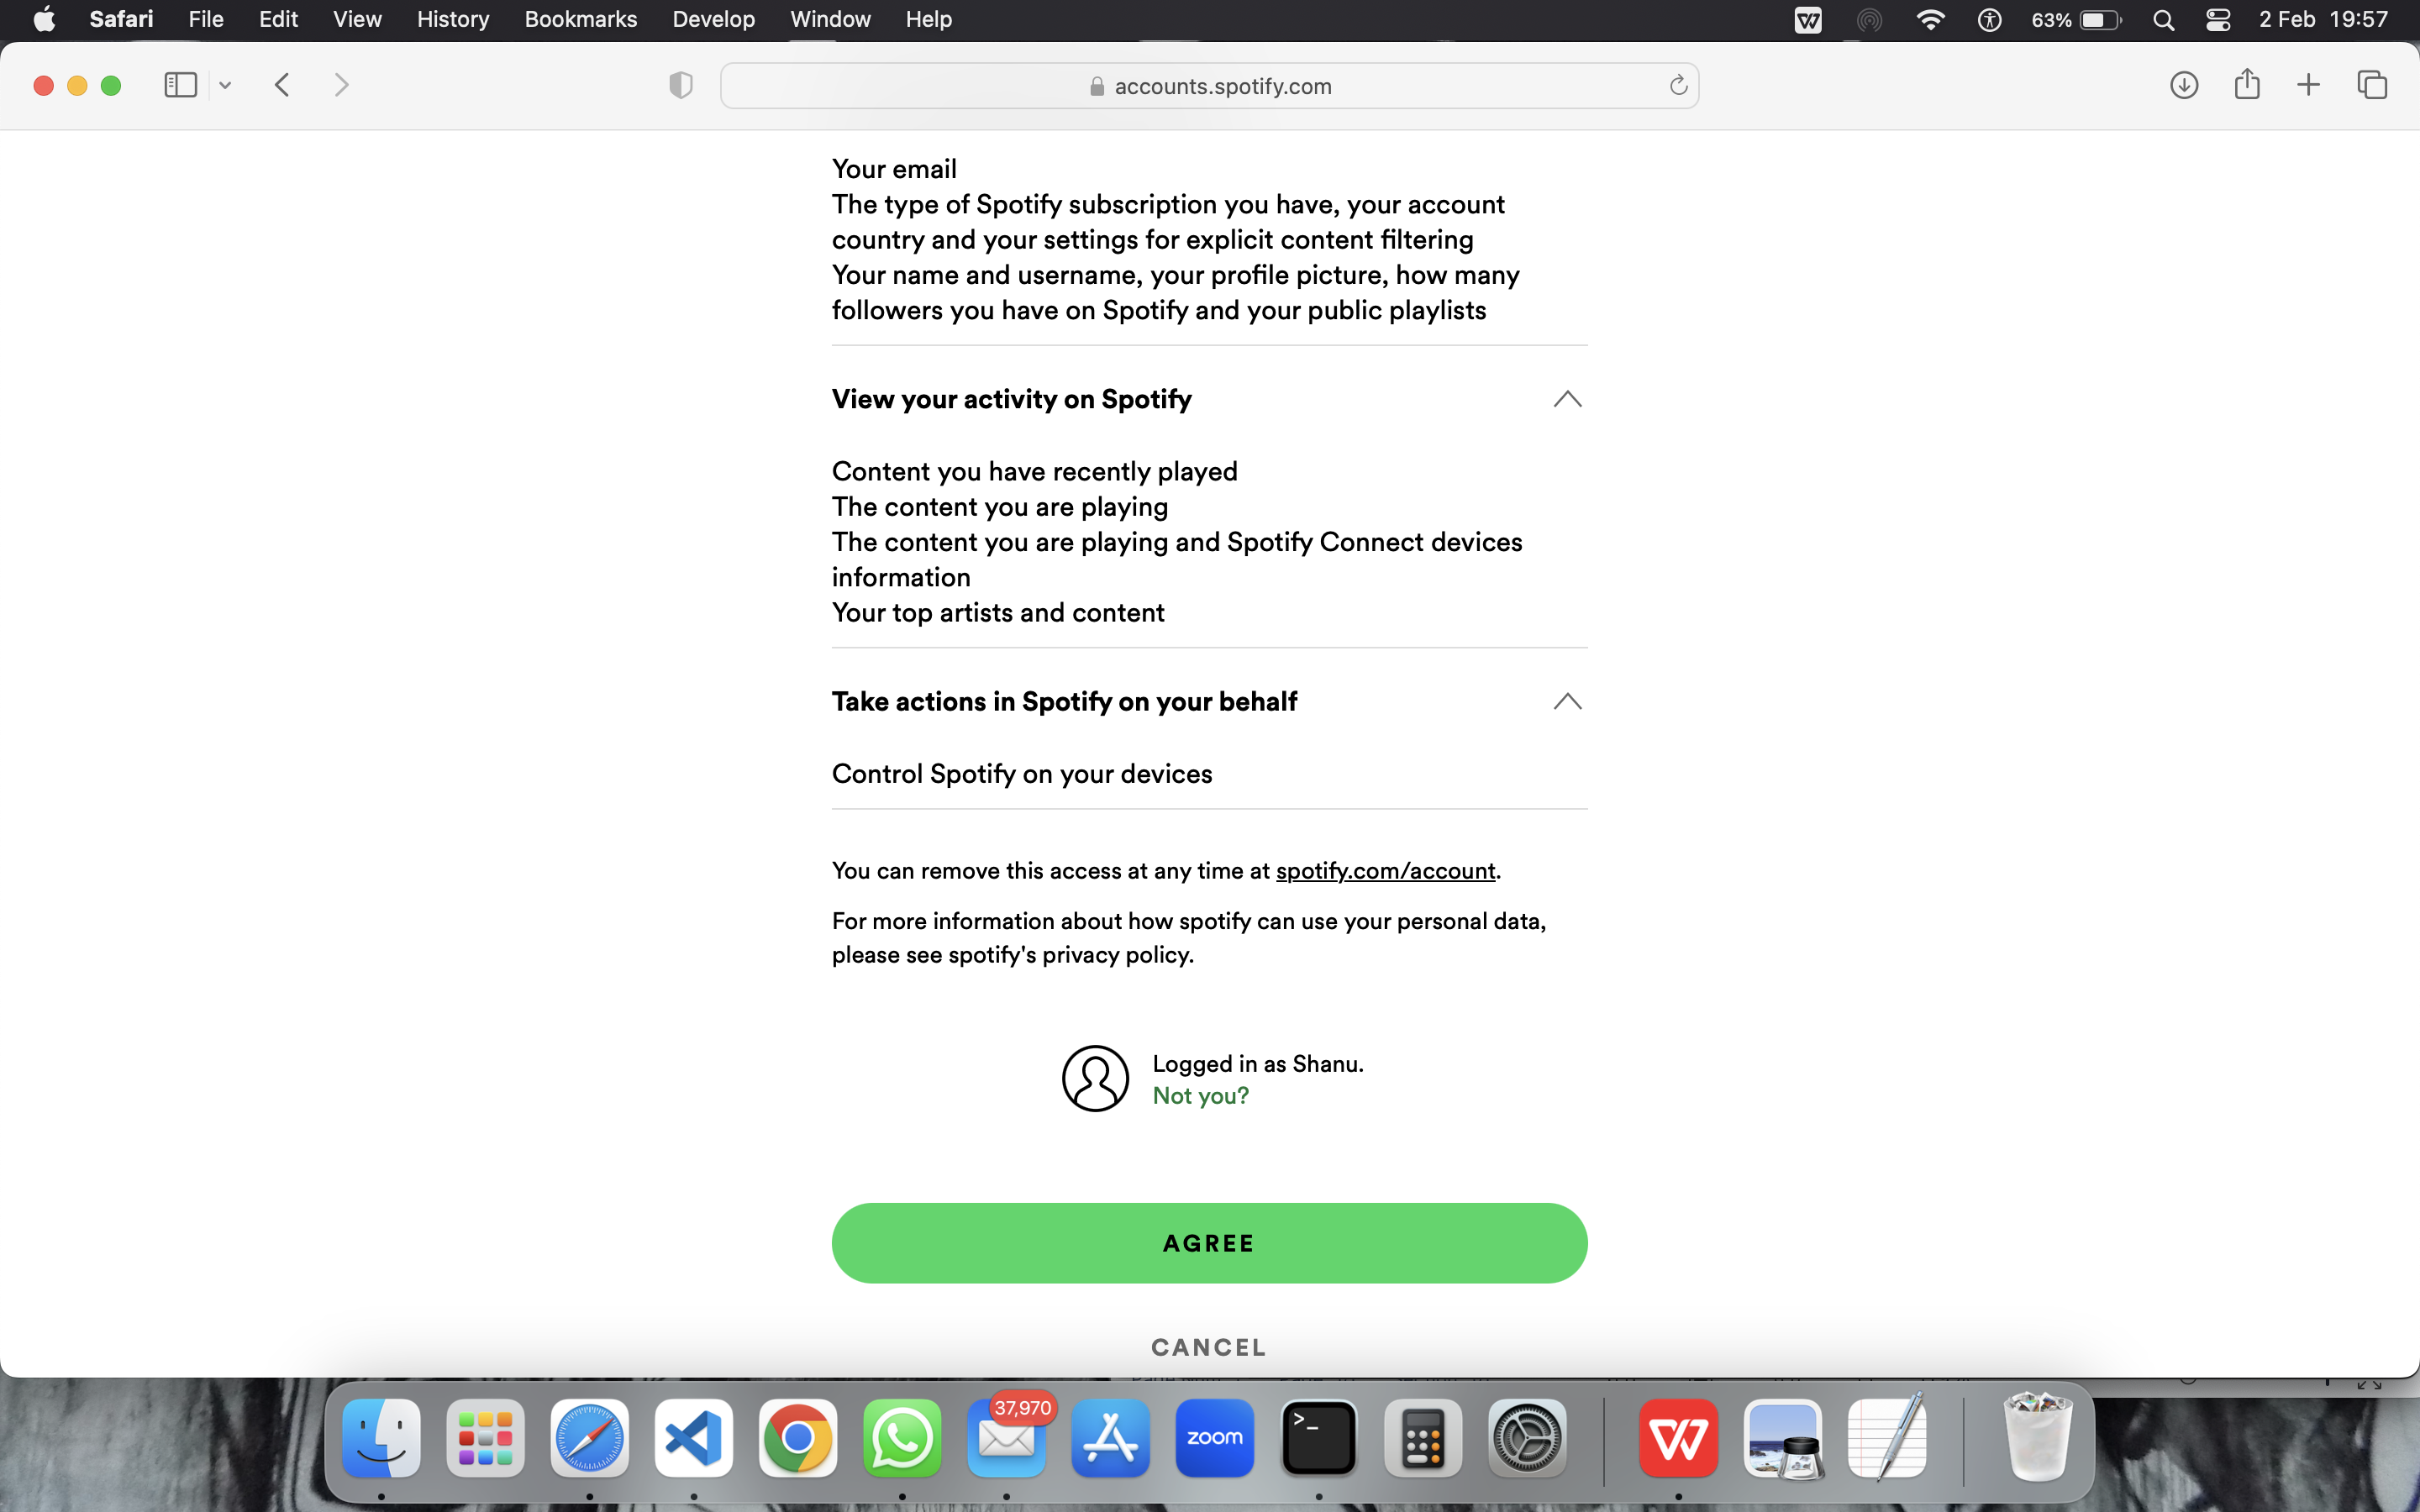 Safari File Edit View History Bookmarks Develop Window Help 63% 2 Feb 19:57
accounts.spotify.com
Your email
The type of Spotify subscription you have, your account
country and your settings for explicit content filtering
Your name and username, your profile picture, how many
followers you have on Spotify and your public playlists
View your activity on Spotify
Content you have recently played
The content you are playing
The content you are playing and Spotify Connect devices
information
Your top artists and content
Take actions in Spotify on your behalf
Control Spotify on your devices
You can remove this access at any time at spotify.com/account.
For more information about how spotify can use your personal data,
please see spotify's privacy policy.
Logged in as Shanu.
Not you?
AGREE
CANCEL
37,970
zoom